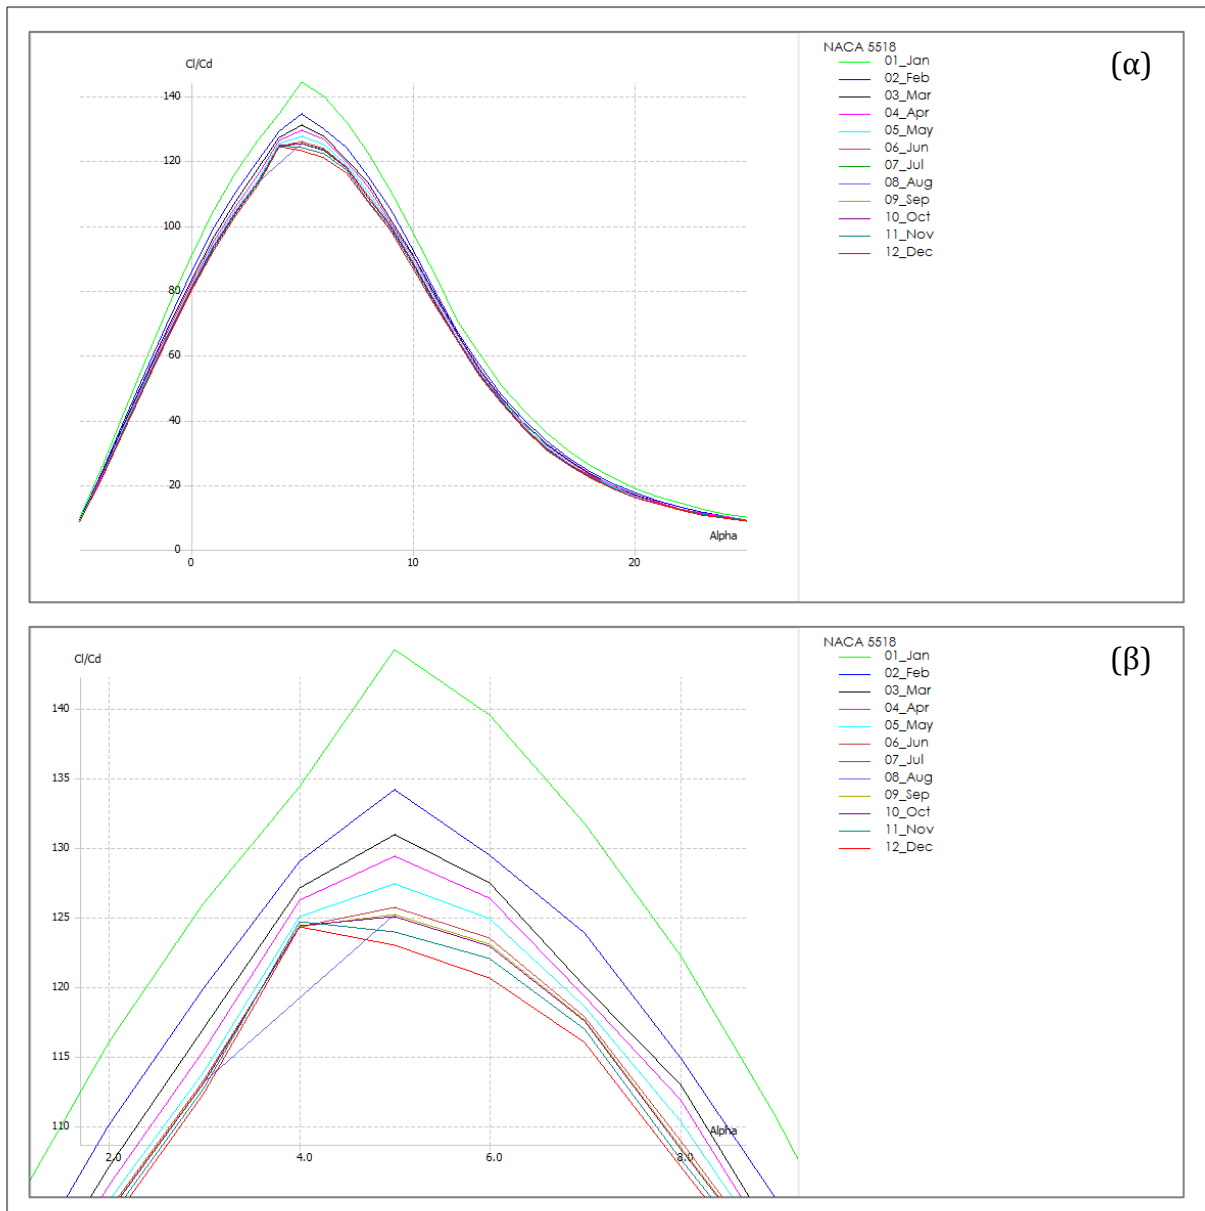 NACA 5518
01_Jan
02_Feb
03_Mar
04_Apr
05_May
06_Jun
07_Jul
08_Aug
09_Sep
10_Oct
11_Nov
12_Dec
(α)
Cl/Cd
140
120
100
80
60
40
20
0
0
10
20
Alpha
NACA 5518
01_Jan
02_Feb
03_Mar
04_Apr
05_May
06_Jun
07_Jul
08_Aug
09_Sep
10_Oct
11_Nov
12_Dec
(β)
Cl/Cd
140
135
130
125
120
115
110
Alpha
2.0
4.0
6.0
8.0